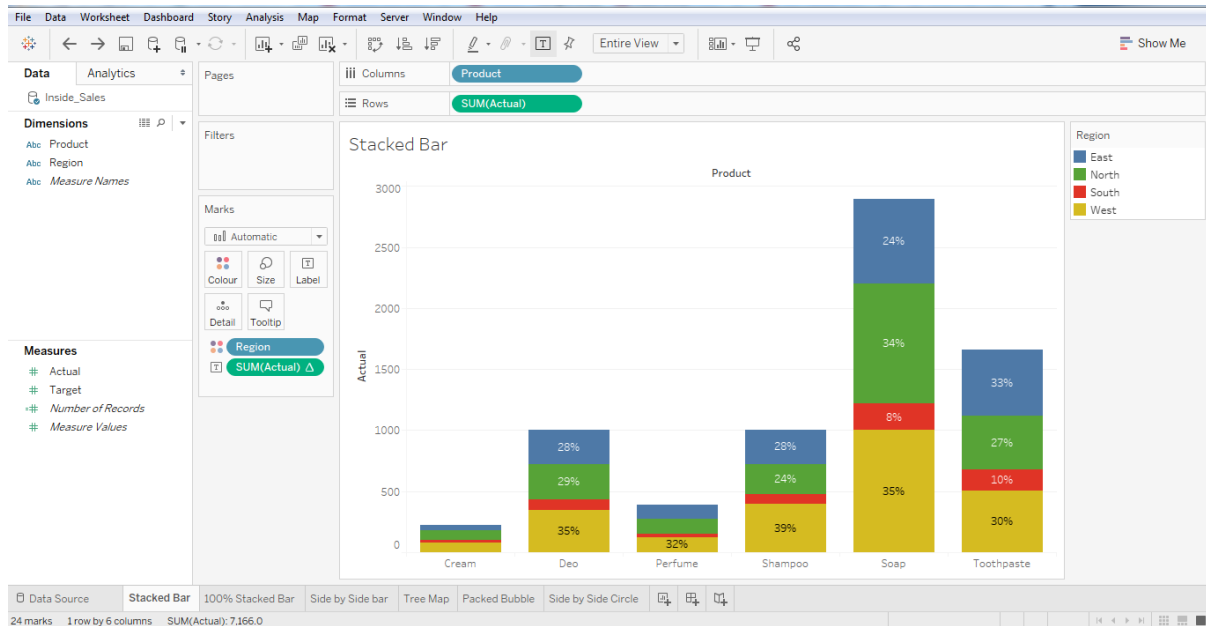 File Data Worksheet Dashboard Story Analysis Map Format Server Window Help
Entire View
Show Me
Data Analytics
Inside_Sales
Dimensions
Abc Product
Abc Region
Abc Measure Names
Measures
# Actual
# Target
=# Number of Records
# Measure Values
Pages
Filters
Marks
Automatic
Colour Size Label
Detail Tooltip
Region
SUM(Actual) Δ
Columns Product
Rows SUM(Actual)
Stacked Bar
Product
Actual
3000
2500
2000
1500
1000
500
0
28%
29%
35%
32%
28%
24%
39%
24%
34%
8%
35%
33%
27%
10%
30%
Cream Deo Perfume Shampoo Soap Toothpaste
Region
East
North
South
West
Data Source Stacked Bar 100% Stacked Bar Side by Side bar Tree Map Packed Bubble Side by Side Circle
24 marks 1 row by 6 columns SUM(Actual): 7,166.0